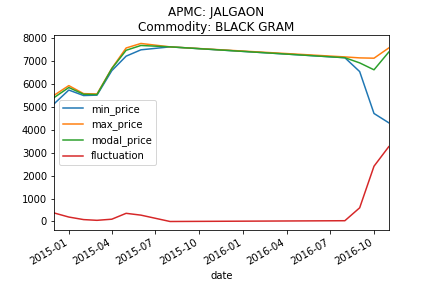 APMC: JALGAON
Commodity: BLACK GRAM
8000
7000
6000
5000
4000
3000
2000
1000
0
min_price
max_price
modal_price
fluctuation
2015-01
2015-04
2015-07
2015-10
2016-01
2016-04
2016-07
2016-10
date